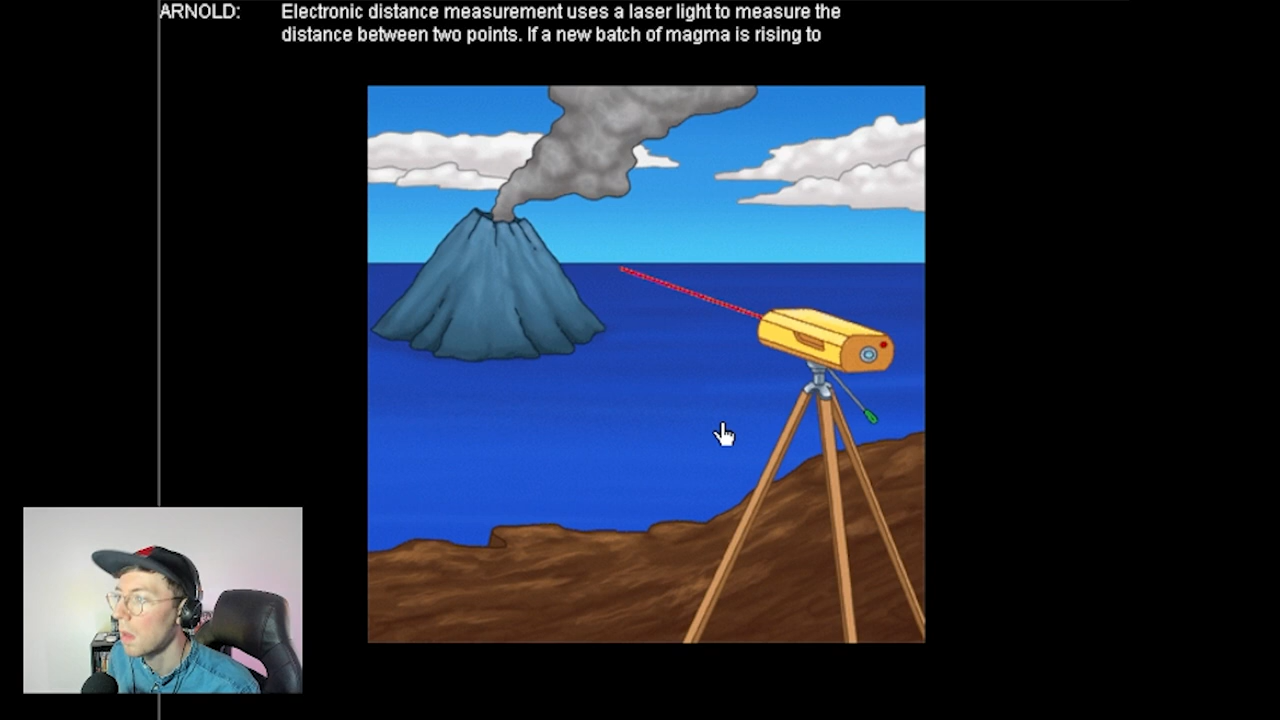 ARNOLD: Electronic distance measurement uses a laser light to measure the
distance between two points. If a new batch of magma is rising to